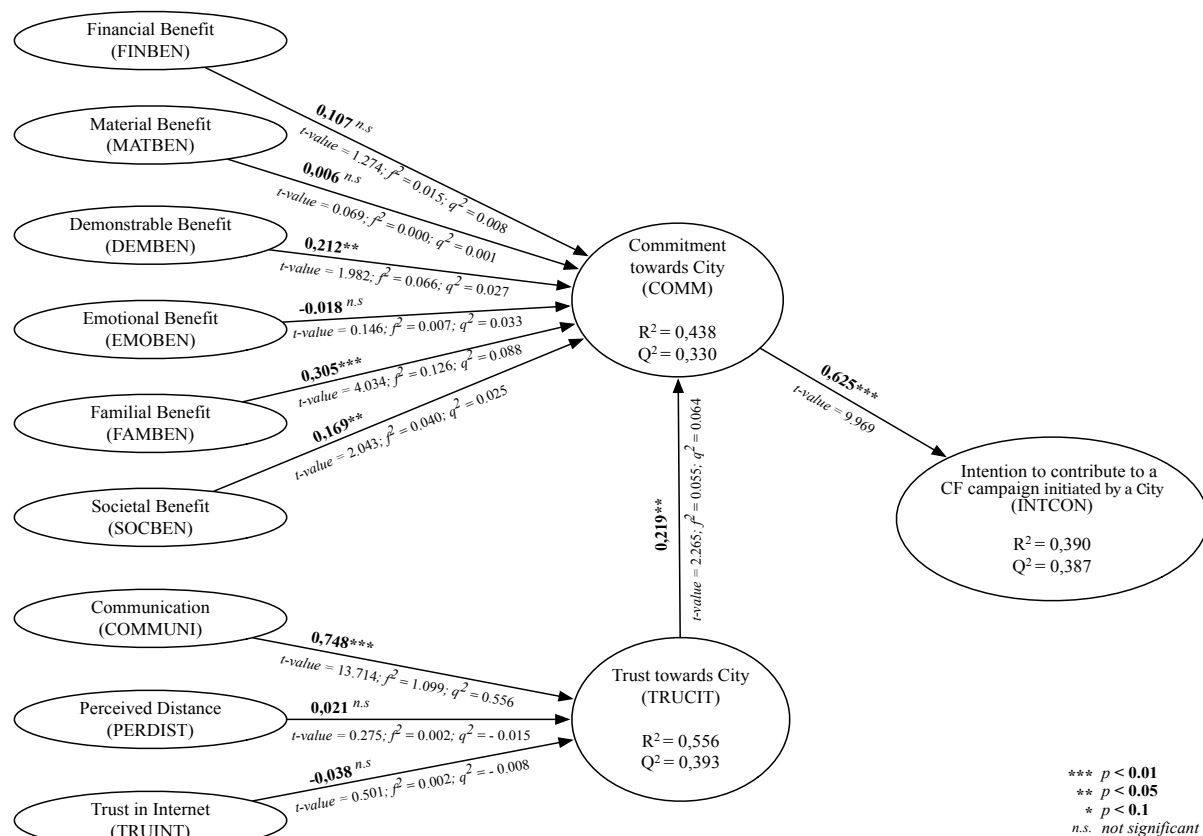 Financial Benefit
(FINBEN)
0,107 n.s
t-value = 1.274; f2 = 0.015; q2 = 0.008
Material Benefit
(MATBEN)
0,006 n.s
t-value = 0.069; f2 = 0.000; q2 = 0.001
Demonstrable Benefit
(DEMBEN)
0,212**
t-value = 1.982; f2 = 0.066; q2 = 0.027
Emotional Benefit
(EMOBEN)
-0.018 n.s
t-value = 0.146; f2 = 0.007; q2 = 0.033
Familial Benefit
(FAMBEN)
0,305***
t-value = 4.034; f2 = 0.126; q2 = 0.088
Societal Benefit
(SOCBEN)
0,169**
t-value = 2.043; f2 = 0.040; q2 = 0.025
Commitment
towards City
(COMM)
R2 = 0,438
Q2 = 0,330
0,625***
t-value = 9.969
Intention to contribute to a
CF campaign initiated by a City
(INTCON)
R2 = 0,390
Q2 = 0,387
0,219**
t-value = 2.265; f2 = 0.055; q2 = 0.064
Communication
(COMMUNI)
0,748***
t-value = 13.714; f2 = 1.099; q2 = 0.556
Perceived Distance
(PERDIST)
0,021 n.s
t-value = 0.275; f2 = 0.002; q2 = - 0.015
Trust in Internet
(TRUINT)
-0,038 n.s
t-value = 0.501; f2 = 0.002; q2 = - 0.008
Trust towards City
(TRUCIT)
R2 = 0,556
Q2 = 0,393
*** p < 0.01
** p < 0.05
* p < 0.1
n.s. not significant